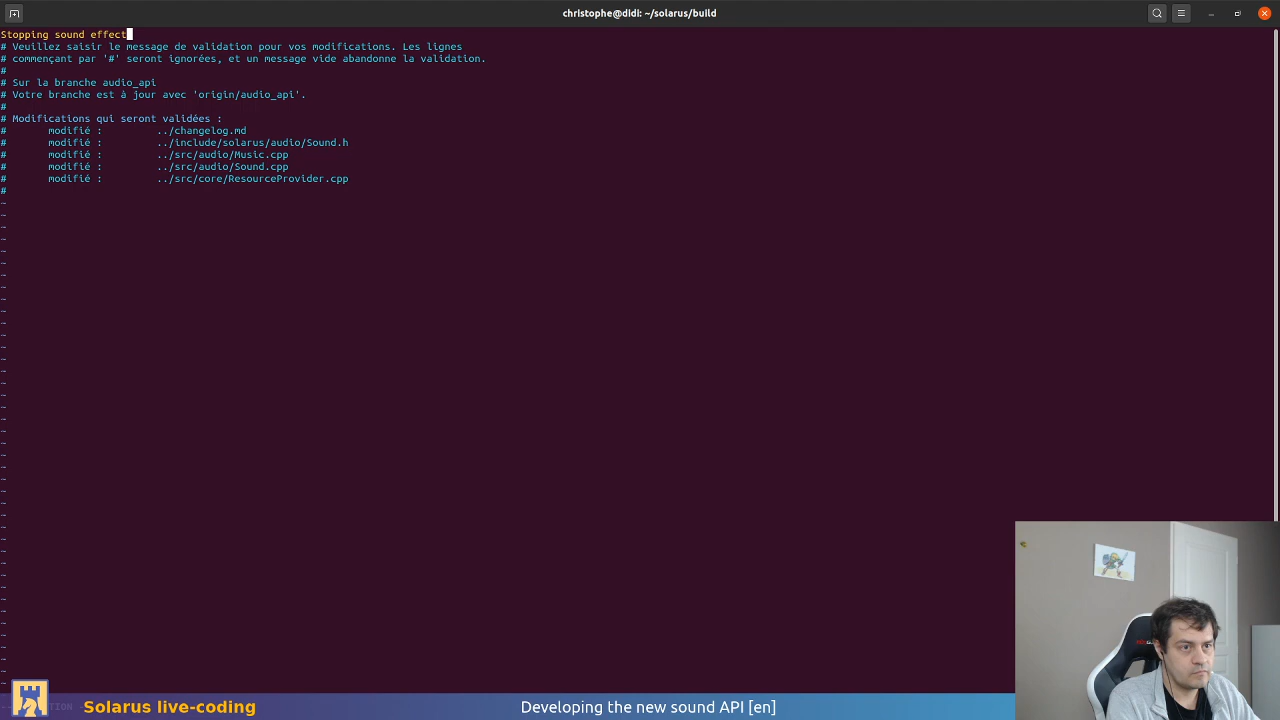 christophe@didi: ~/solarus/build
Stopping sound effect
# Veuillez saisir le message de validation pour vos modifications. Les lignes
# commençant par '#' seront ignorées, et un message vide abandonne la validation.
#
# Sur la branche audio_api
# Votre branche est à jour avec 'origin/audio_api'.
#
# Modifications qui seront validées :
#       modifié :         ../changelog.md
#       modifié :         ../include/solarus/audio/Sound.h
#       modifié :         ../src/audio/Music.cpp
#       modifié :         ../src/audio/Sound.cpp
#       modifié :         ../src/core/ResourceProvider.cpp
#
Solarus live-coding
Developing the new sound API [en]